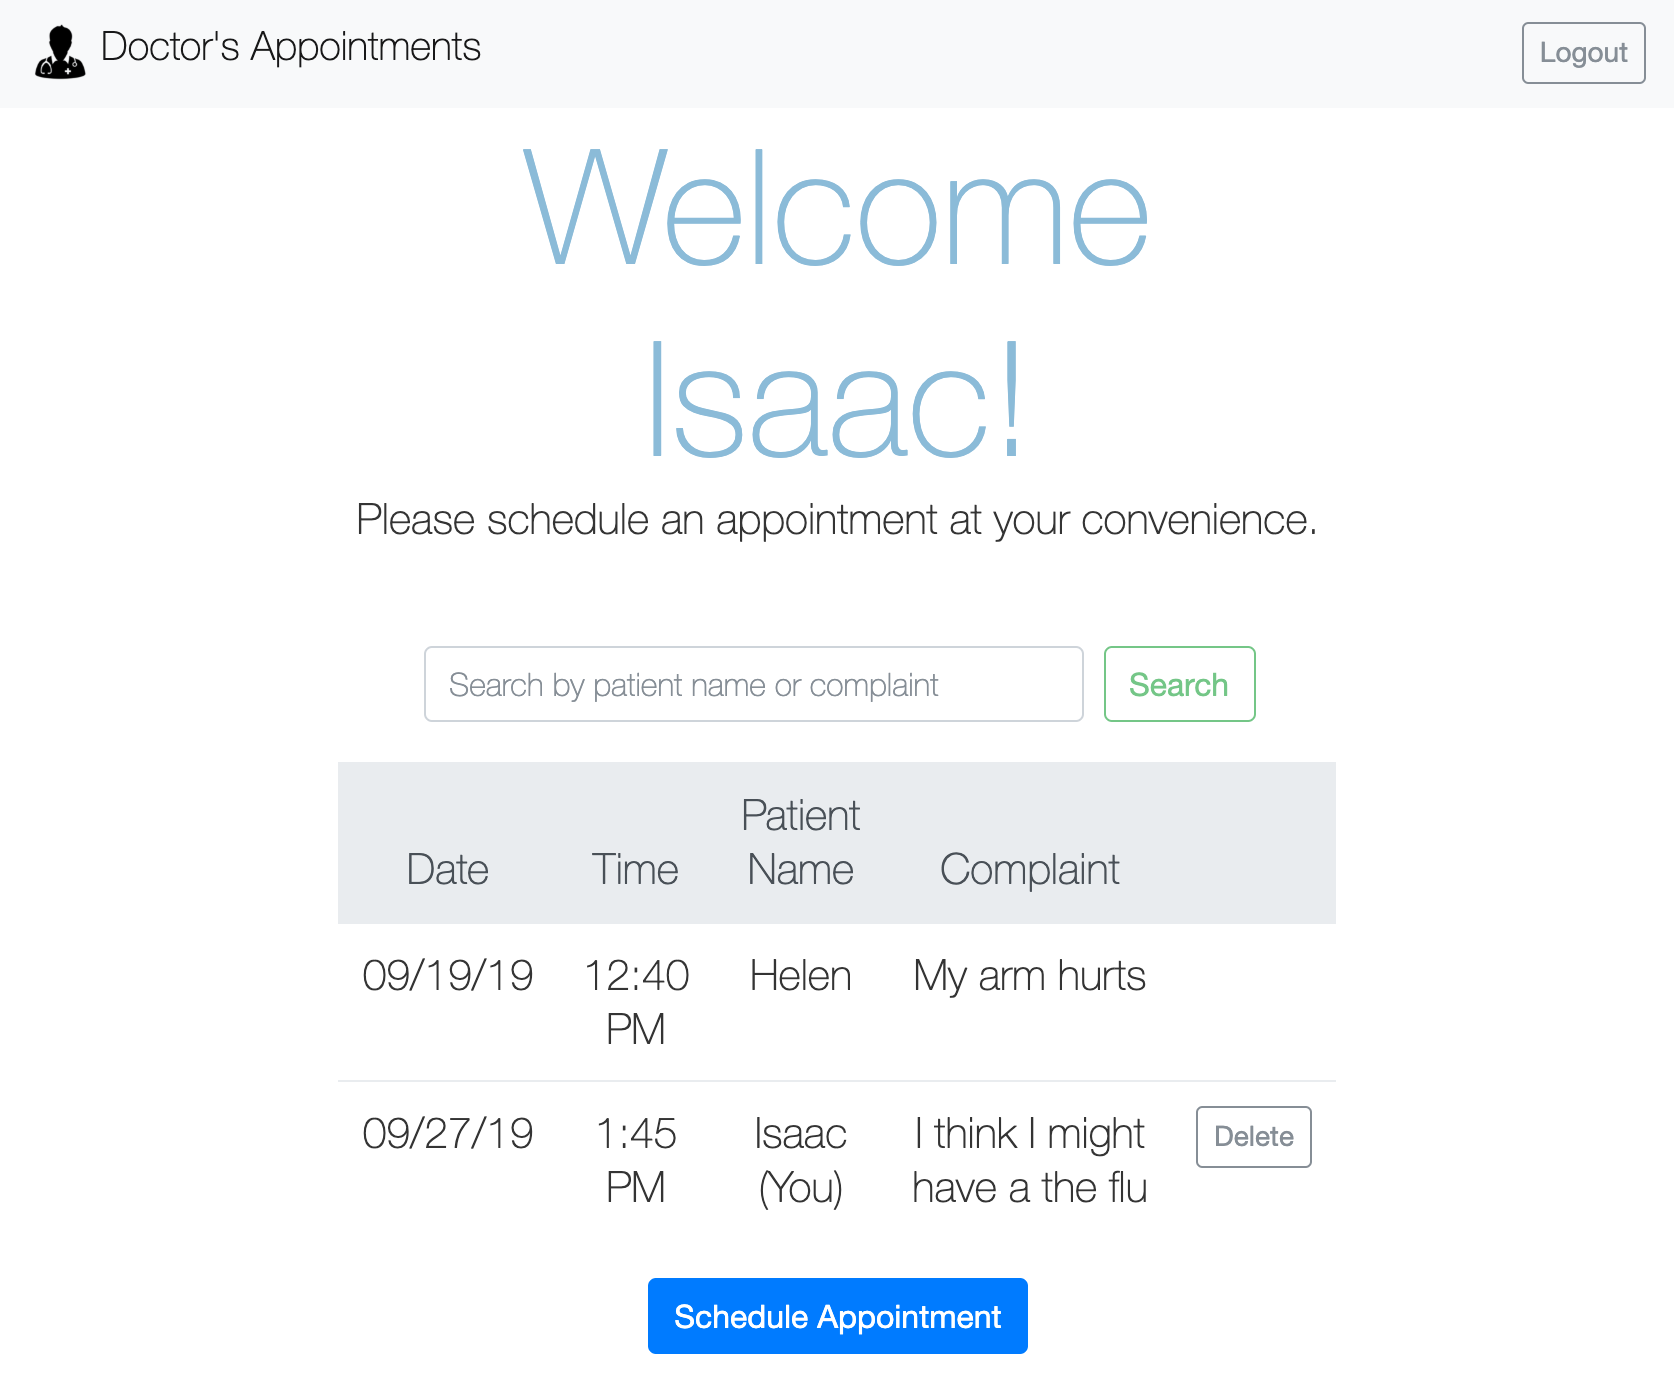 Doctor's Appointments
Logout
Welcome
Isaac!
Please schedule an appointment at your convenience.
Search by patient name or complaint
Search
Date Time Patient Name Complaint
09/19/19 12:40 PM Helen My arm hurts
09/27/19 1:45 PM Isaac (You) I think I might have a the flu Delete
Schedule Appointment